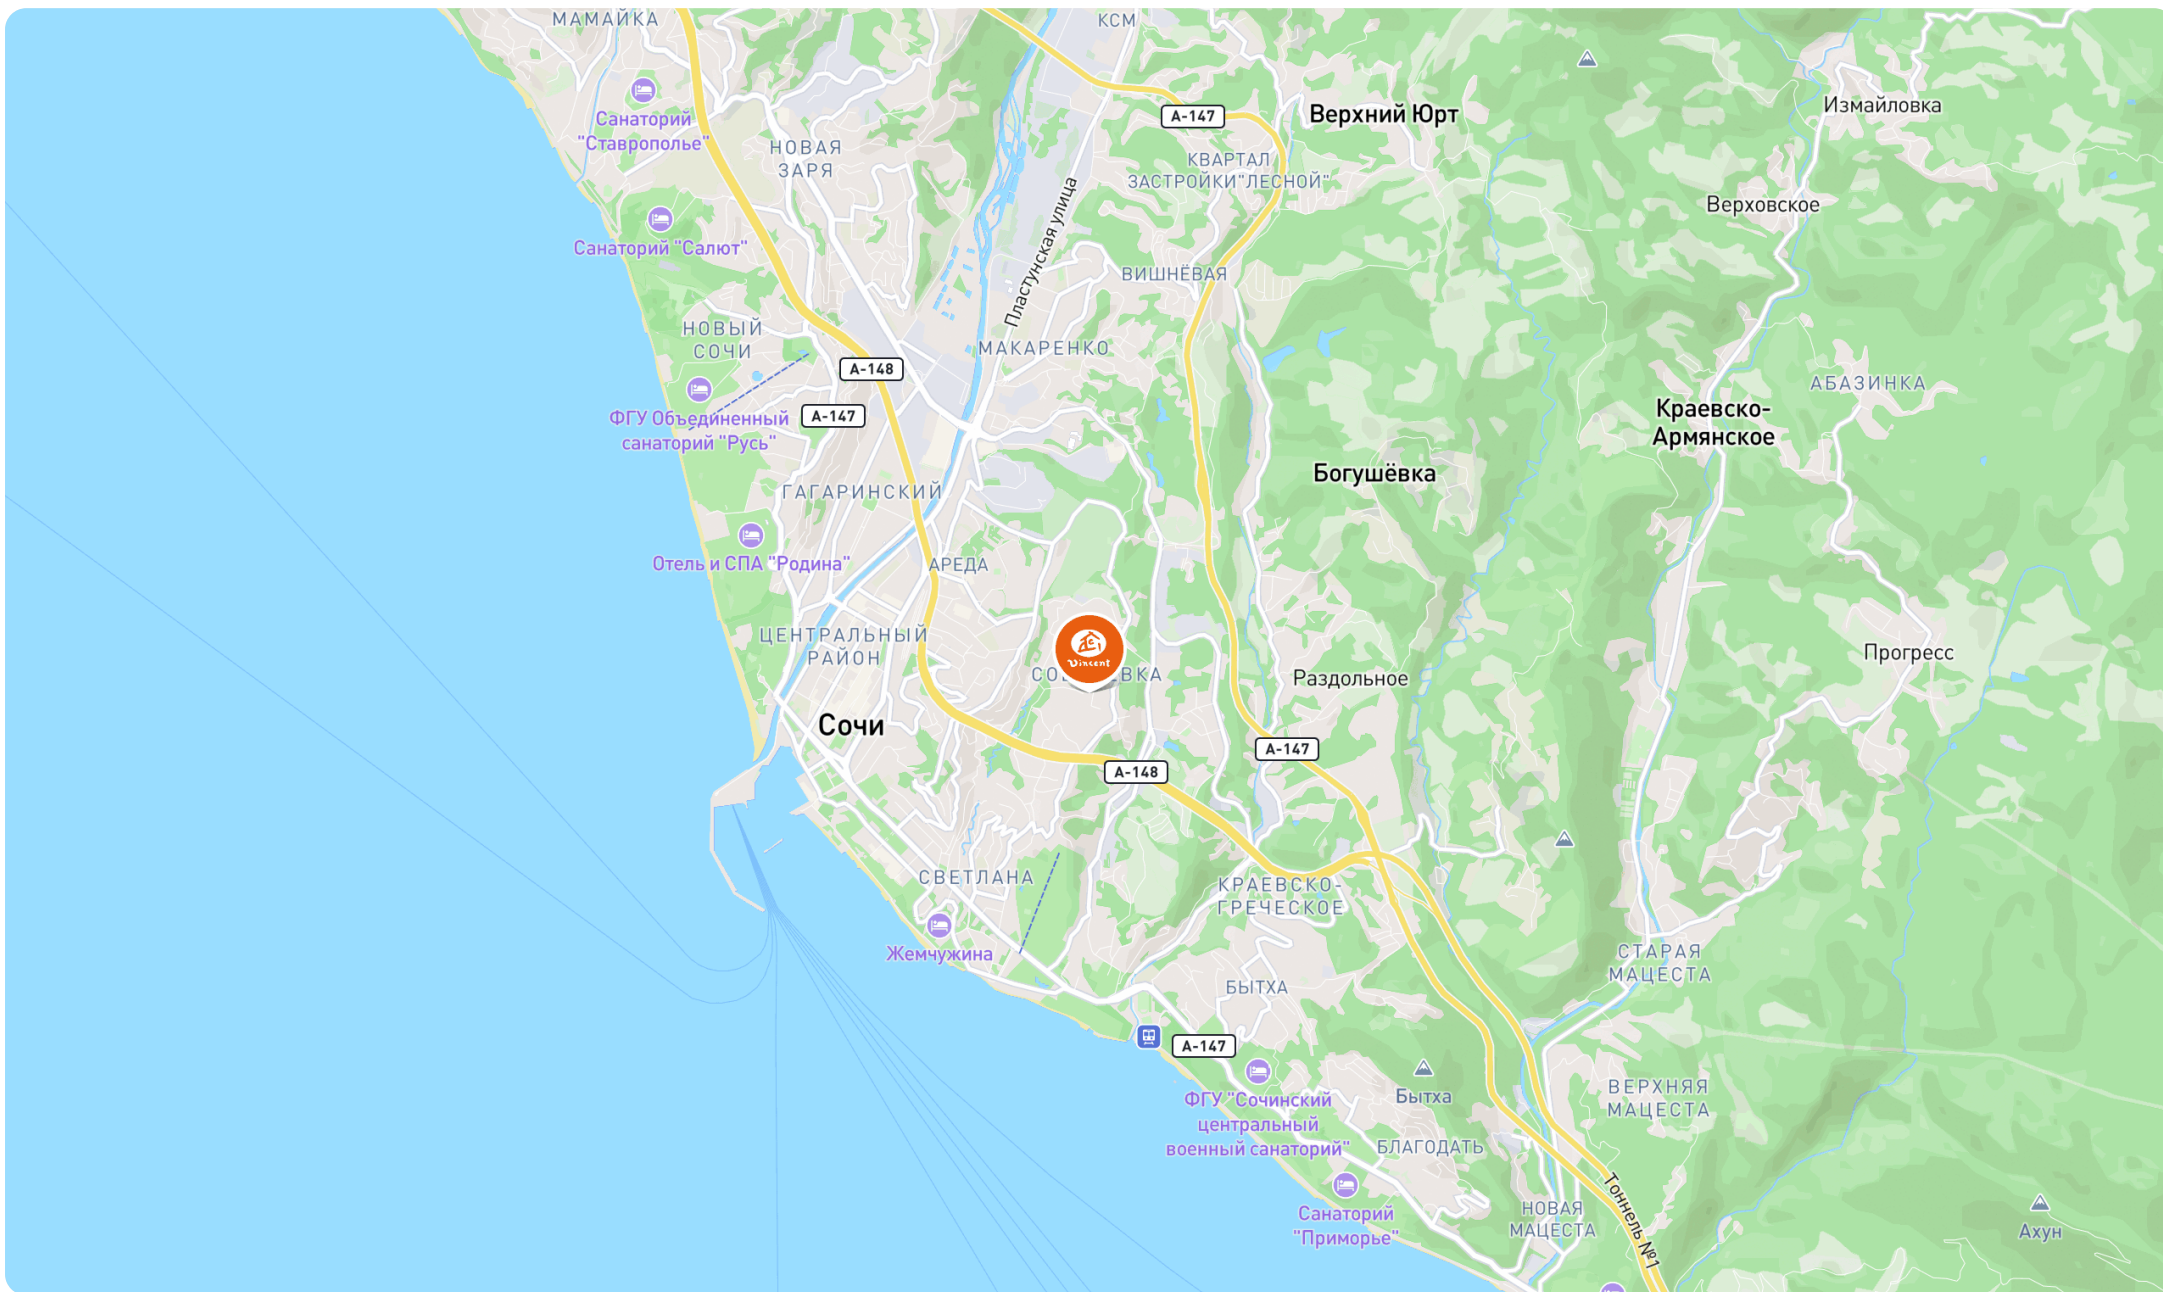 МАМАЙКА
КСМ
Санаторий
"Ставрополье"
А-147
Верхний Юрт
Измайловка
НОВАЯ
ЗАРЯ
КВАРТАЛ
ЗАСТРОЙКИ"ЛЕСНОЙ"
Верховское
Санаторий "Салют"
Пластунская улица
ВИШНЁВАЯ
НОВЫЙ
СОЧИ
МАКАРЕНКО
А-148
АБАЗИНКА
А-147
ФГУ Объединенный
санаторий "Русь"
Краевско-
Армянское
Богушёвка
ГАГАРИНСКИЙ
Отель и СПА "Родина"
АРЕДА
ЦЕНТРАЛЬНЫЙ
РАЙОН
Vincent
Раздольное
Прогресс
Сочи
А-147
А-148
СВЕТЛАНА
КРАЕВСКО-
ГРЕЧЕСКОЕ
Жемчужина
СТАРАЯ
МАЦЕСТА
БЫТХА
А-147
ФГУ "Сочинский
центральный
военный санаторий"
Бытха
ВЕРХНЯЯ
МАЦЕСТА
БЛАГОДАТЬ
Санаторий
"Приморье"
НОВАЯ
МАЦЕСТА
Тоннель №1
Ахун